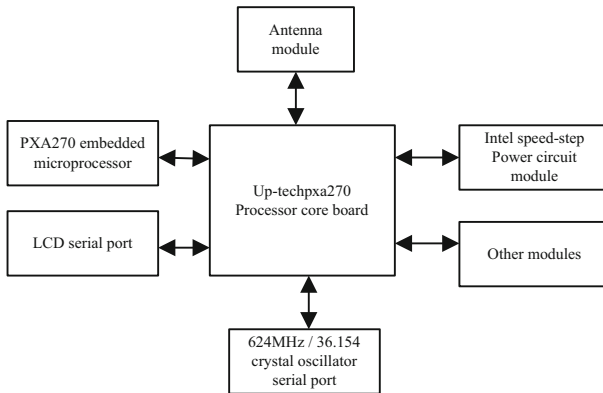 Antenna
module
PXA270 embedded
microprocessor
Up-techpxa270
Processor core board
Intel speed-step
Power circuit
module
LCD serial port
Other modules
624MHz / 36.154
crystal oscillator
serial port